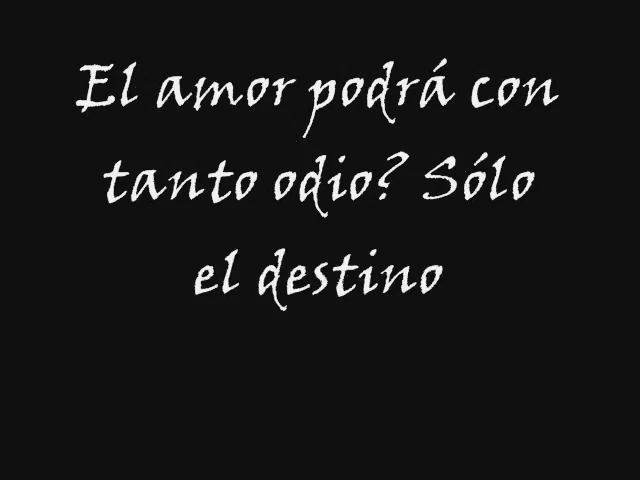 El amor podrá con
tanto odio? Sólo
el destino